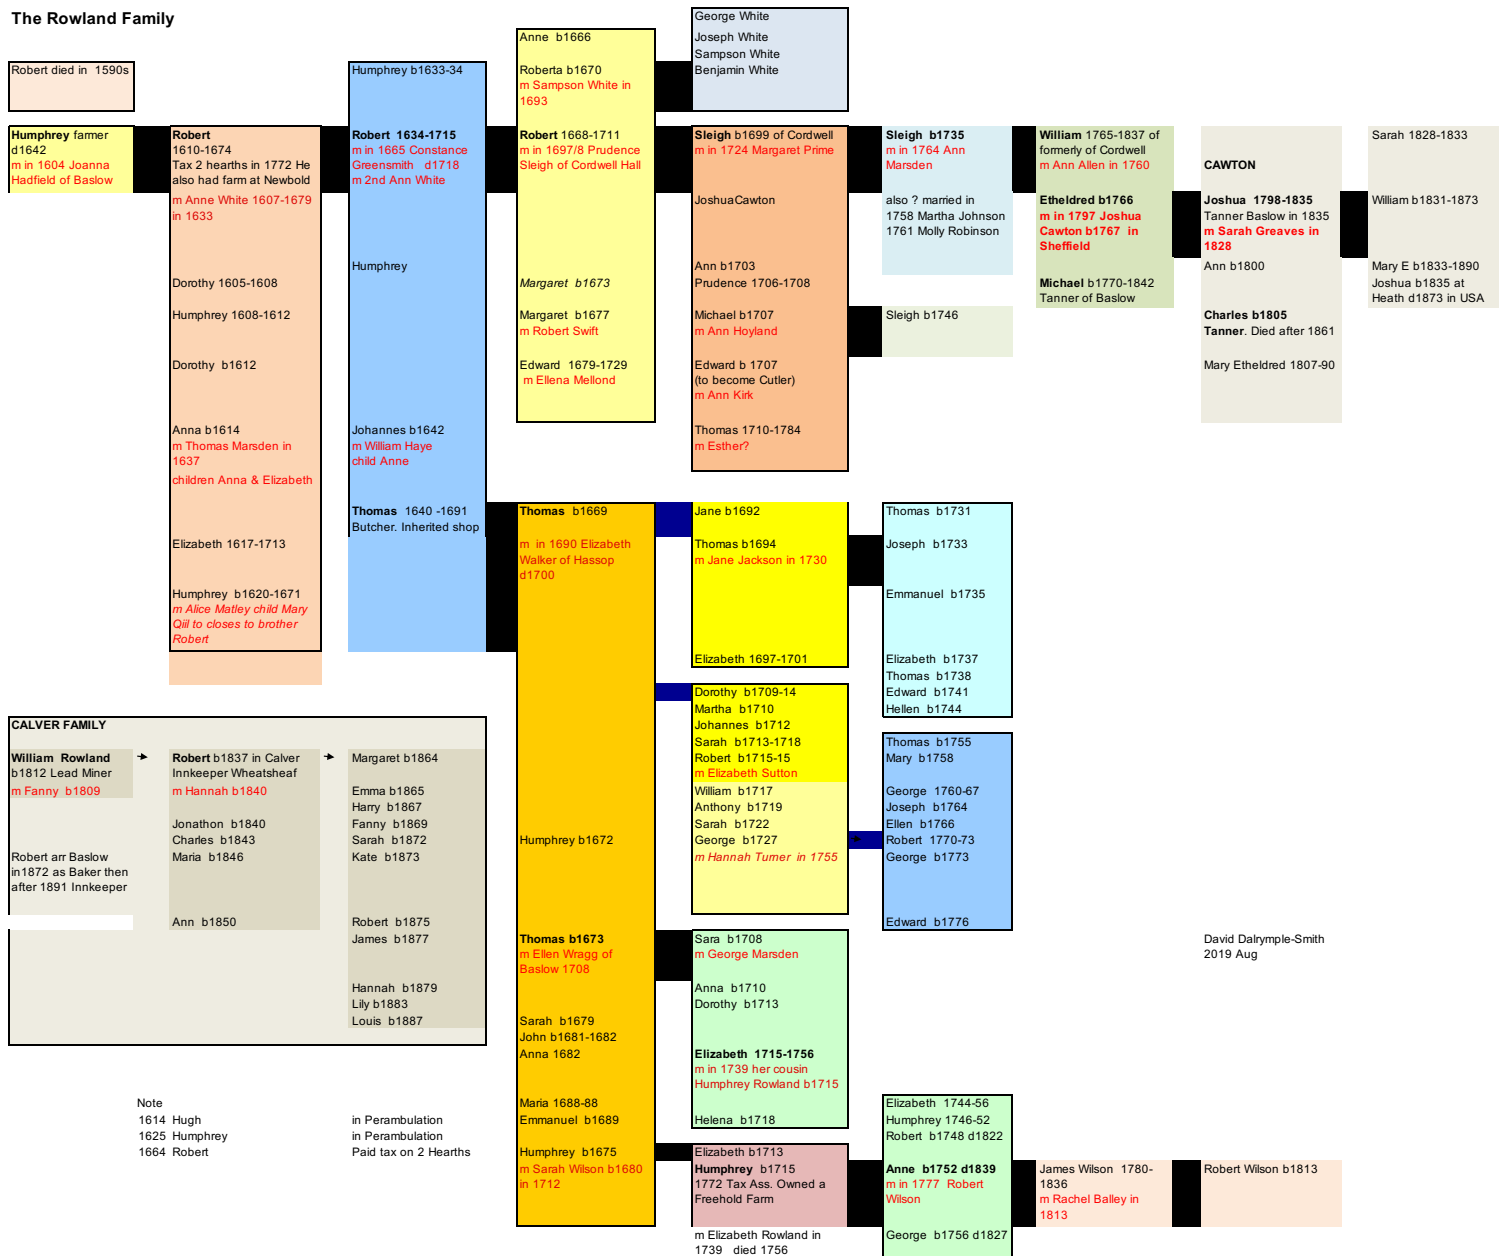 The Rowland Family
Robert died in 1590s
Humphrey farmer
d1642
m in 1604 Joanna
Hadfield of Baslow
Robert
1610-1674
Tax 2 hearths in 1772 He
also had farm at Newbold
m Anne White 1607-1679
in 1633
Dorothy 1605-1608
Humphrey 1608-1612
Dorothy b1612
Anna b1614
m Thomas Marsden in
1637
children Anna & Elizabeth
Elizabeth 1617-1713
Humphrey b1620-1671
m Alice Matley child Mary
Qiil to closes to brother
Robert
Humphrey b1633-34
Robert 1634-1715
m in 1665 Constance
Greensmith d1718
m 2nd Ann White
Humphrey
Johannes b1642
m William Haye
child Anne
Thomas 1640 -1691
Butcher. Inherited shop
Anne b1666
Roberta b1670
m Sampson White in
1693
Robert 1668-1711
m in 1697/8 Prudence
Sleigh of Cordwell Hall
Margaret b1673
Margaret b1677
m Robert Swift
Edward 1679-1729
m Ellena Mellond
George White
Joseph White
Sampson White
Benjamin White
Sleigh b1699 of Cordwell
m in 1724 Margaret Prime
JoshuaCawton
Ann b1703
Prudence 1706-1708
Michael b1707
m Ann Hoyland
Edward b 1707
(to become Cutler)
m Ann Kirk
Thomas 1710-1784
m Esther?
Sleigh b1735
m in 1764 Ann
Marsden
also ? married in
1758 Martha Johnson
1761 Molly Robinson
Sleigh b1746
William 1765-1837 of
formerly of Cordwell
m Ann Allen in 1760
Etheldred b1766
m in 1797 Joshua
Cawton b1767 in
Sheffield
Michael b1770-1842
Tanner of Baslow
CAWTON
Joshua 1798-1835
Tanner Baslow in 1835
m Sarah Greaves in
1828
Ann b1800
Charles b1805
Tanner. Died after 1861
Mary Etheldred 1807-90
Sarah 1828-1833
William b1831-1873
Mary E b1833-1890
Joshua b1835 at
Heath d1873 in USA
Thomas b1669
m in 1690 Elizabeth
Walker of Hassop
d1700
Humphrey b1672
Thomas b1673
m Ellen Wragg of
Baslow 1708
Sarah b1679
John b1681-1682
Anna 1682
Maria 1688-88
Emmanuel b1689
Humphrey b1675
m Sarah Wilson b1680
in 1712
Jane b1692
Thomas b1694
m Jane Jackson in 1730
Elizabeth 1697-1701
Dorothy b1709-14
Martha b1710
Johannes b1712
Sarah b1713-1718
Robert b1715-15
m Elizabeth Sutton
William b1717
Anthony b1719
Sarah b1722
George b1727
m Hannah Turner in 1755
Sara b1708
m George Marsden
Anna b1710
Dorothy b1713
Elizabeth 1715-1756
m in 1739 her cousin
Humphrey Rowland b1715
Helena b1718
Elizabeth b1713
Humphrey b1715
1772 Tax Ass. Owned a
Freehold Farm
m Elizabeth Rowland in
1739 died 1756
Thomas b1731
Joseph b1733
Emmanuel b1735
Elizabeth b1737
Thomas b1738
Edward b1741
Hellen b1744
Thomas b1755
Mary b1758
George 1760-67
Joseph b1764
Ellen b1766
Robert 1770-73
George b1773
Edward b1776
Elizabeth 1744-56
Humphrey 1746-52
Robert b1748 d1822
Anne b1752 d1839
m in 1777 Robert
Wilson
George b1756 d1827
James Wilson 1780-
1836
m Rachel Balley in
1813
Robert Wilson b1813
CALVER FAMILY
William Rowland
b1812 Lead Miner
m Fanny b1809
Robert arr Baslow
in1872 as Baker then
after 1891 Innkeeper
Robert b1837 in Calver
Innkeeper Wheatsheaf
m Hannah b1840
Jonathon b1840
Charles b1843
Maria b1846
Ann b1850
Margaret b1864
Emma b1865
Harry b1867
Fanny b1869
Sarah b1872
Kate b1873
Robert b1875
James b1877
Hannah b1879
Lily b1883
Louis b1887
Note
1614 Hugh in Perambulation
1625 Humphrey in Perambulation
1664 Robert Paid tax on 2 Hearths
David Dalrymple-Smith
2019 Aug